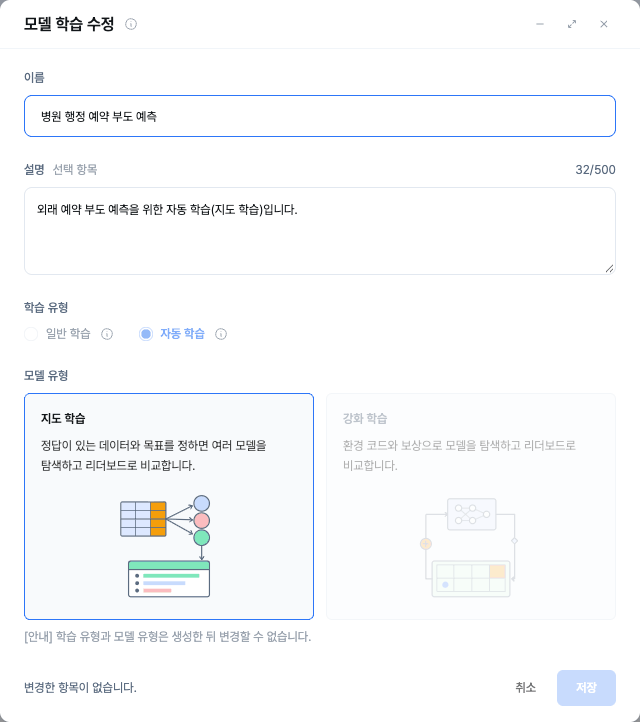 모델 학습 수정
이름
병원 행정 예약 부도 예측
설명 선택 항목 32/500
외래 예약 부도 예측을 위한 자동 학습(지도 학습)입니다.
학습 유형
일반 학습 자동 학습
모델 유형
지도 학습
정답이 있는 데이터와 목표를 정하면 여러 모델을
탐색하고 리더보드로 비교합니다.
강화 학습
환경 코드와 보상으로 모델을 탐색하고 리더보드로
비교합니다.
[안내] 학습 유형과 모델 유형은 생성한 뒤 변경할 수 없습니다.
변경한 항목이 없습니다.
취소 저장